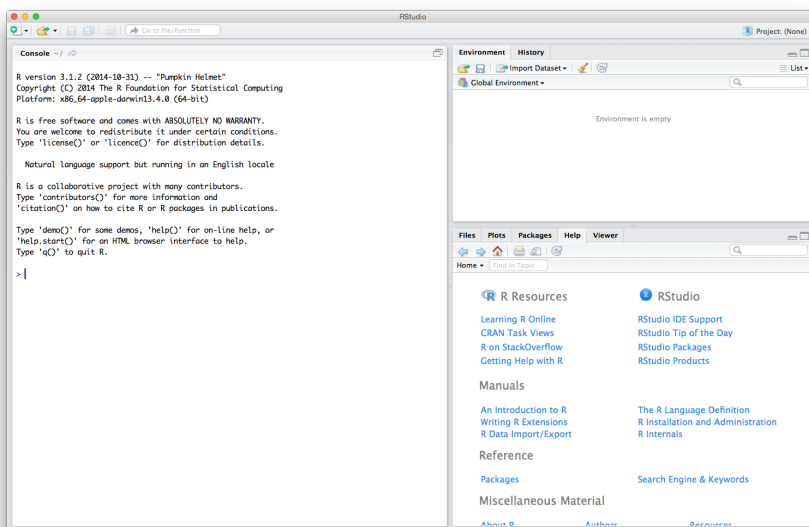 RStudio
Go to file/function
Project: (None)
Console ~/
R version 3.1.2 (2014-10-31) -- "Pumpkin Helmet"
Copyright (C) 2014 The R Foundation for Statistical Computing
Platform: x86_64-apple-darwin13.4.0 (64-bit)
R is free software and comes with ABSOLUTELY NO WARRANTY.
You are welcome to redistribute it under certain conditions.
Type 'license()' or 'licence()' for distribution details.
Natural language support but running in an English locale
R is a collaborative project with many contributors.
Type 'contributors()' for more information and
'citation()' on how to cite R or R packages in publications.
Type 'demo()' for some demos, 'help()' for on-line help, or
'help.start()' for an HTML browser interface to help.
Type 'q()' to quit R.
>
Environment History
Import Dataset
List
Global Environment
Environment is empty
Files Plots Packages Help Viewer
Home Find in Topic
R Resources
Learning R Online
CRAN Task Views
R on StackOverflow
Getting Help with R
RStudio
RStudio IDE Support
RStudio Tip of the Day
RStudio Packages
RStudio Products
Manuals
An Introduction to R
Writing R Extensions
R Data Import/Export
The R Language Definition
R Installation and Administration
R Internals
Reference
Packages
Search Engine & Keywords
Miscellaneous Material
About R Authors Resources